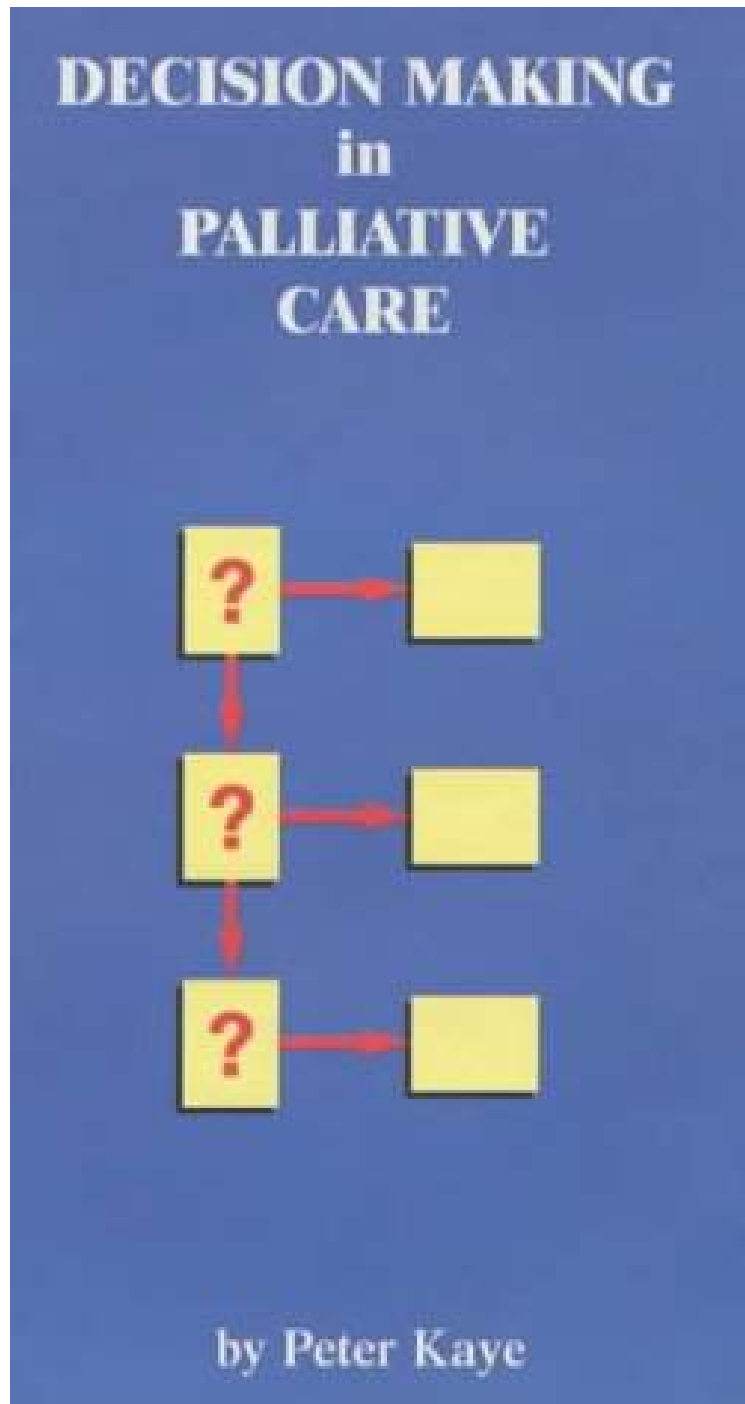 DECISION MAKING
in
PALLIATIVE
CARE
?
?
?
by Peter Kaye